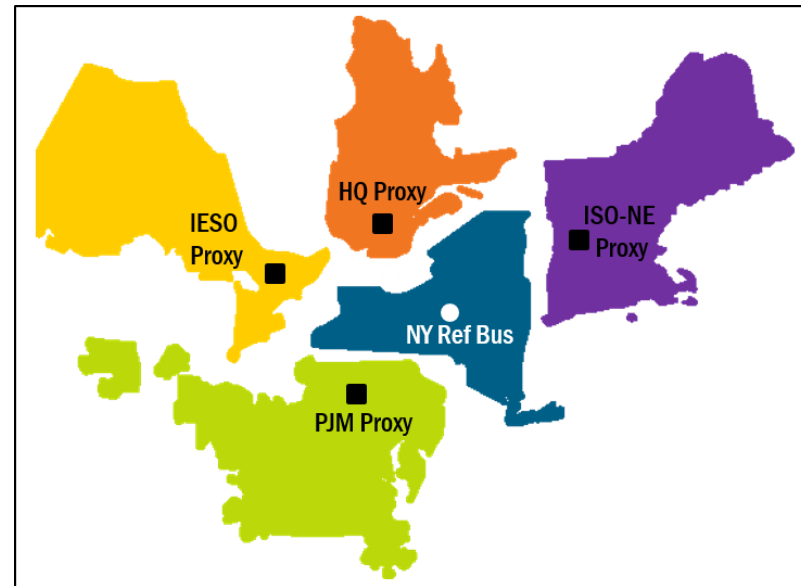 HQ Proxy
IESO
Proxy
ISO-NE
Proxy
NY Ref Bus
PJM Proxy